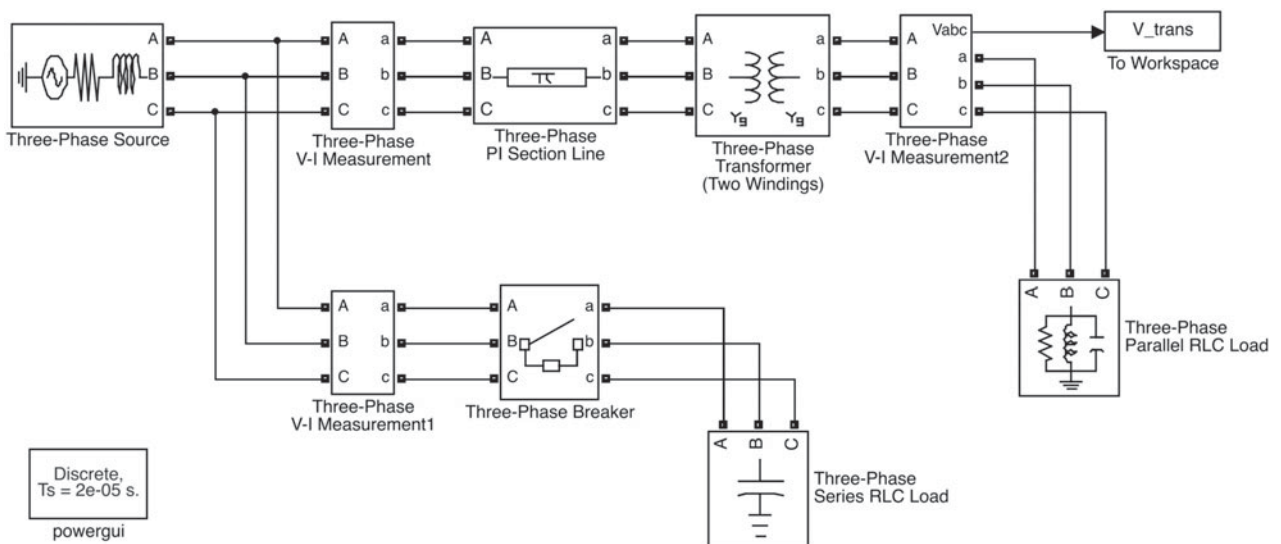 A
B
C
Three-Phase Source
A a
B b
C c
Three-Phase
V-I Measurement
A a
B b
C c
Three-Phase
PI Section Line
A a
B b
C c
Yg Yg
Three-Phase
Transformer
(Two Windings)
Vabc
A a
B b
C c
Three-Phase
V-I Measurement2
V_trans
To Workspace
A B C
Three-Phase
Parallel RLC Load
A a
B b
C c
Three-Phase
V-I Measurement1
A a
B b
C c
Three-Phase Breaker
A B C
Three-Phase
Series RLC Load
Discrete,
Ts = 2e-05 s.
powergui